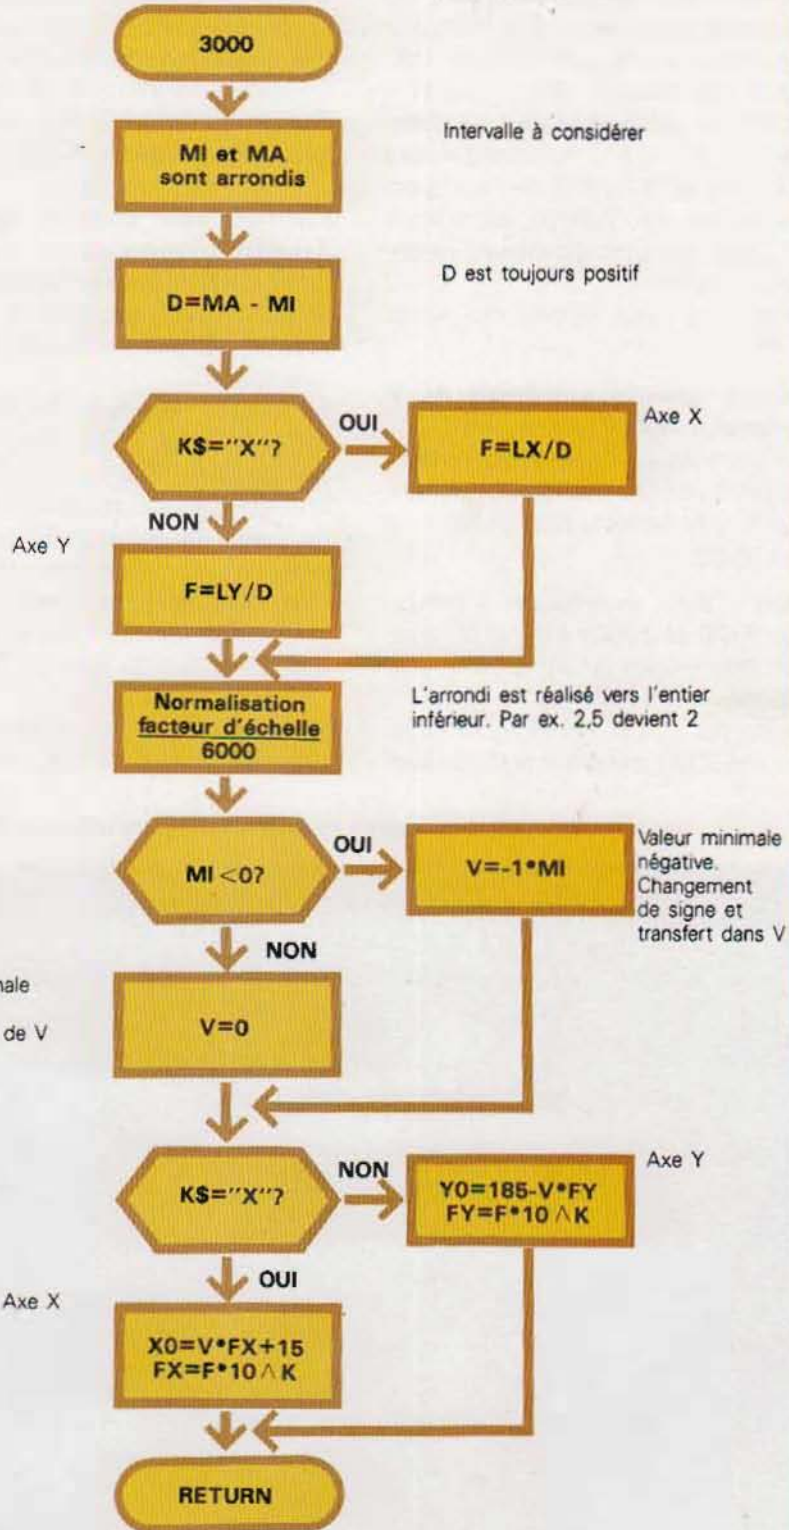 3000
MI et MA
sont arrondis
Intervalle à considérer
D=MA - MI
D est toujours positif
K$="X"?
OUI
F=LX/D
Axe X
NON
Axe Y
F=LY/D
Normalisation
facteur d'échelle
6000
L'arrondi est réalisé vers l'entier
inférieur. Par ex. 2,5 devient 2
MI <0?
OUI
V=-1*MI
Valeur minimale
négative.
Changement
de signe et
transfert dans V
NON
V=0
de V
K$="X"?
NON
Y0=185-V*FY
FY=F*10∧K
Axe Y
OUI
Axe X
X0=V*FX+15
FX=F*10∧K
RETURN